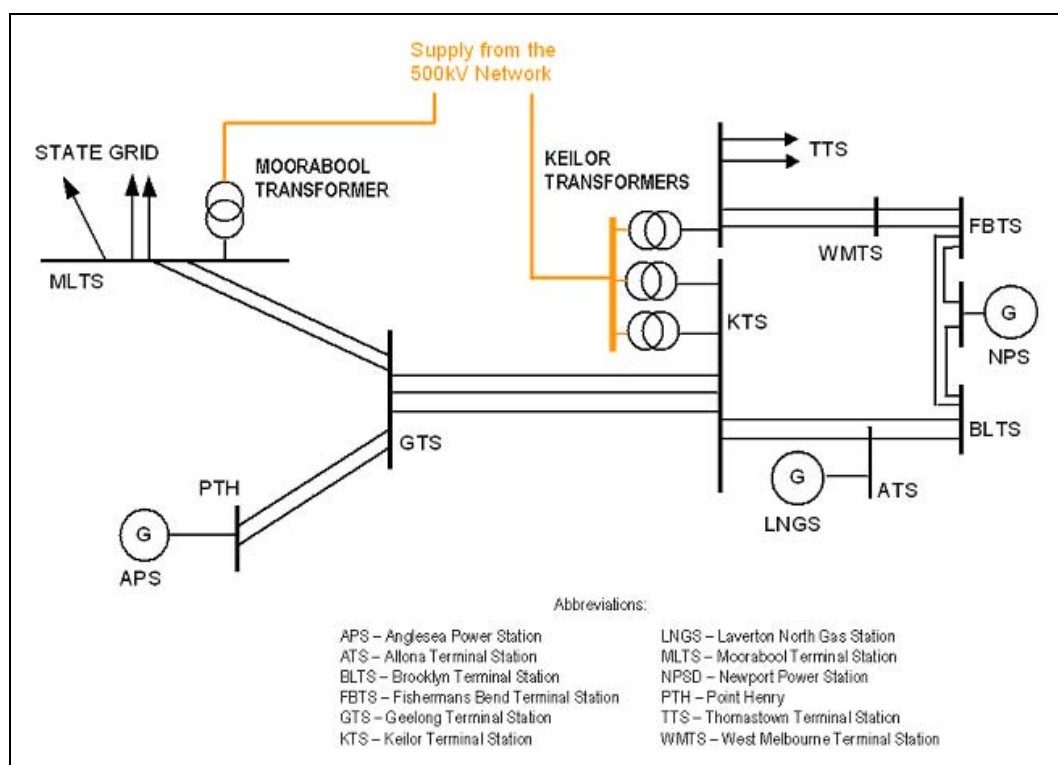 Supply from the
500kV Network
STATE GRID
MOORABOOL
TRANSFORMER
KEILOR
TRANSFORMERS
TTS
MLTS
WMTS
FBTS
KTS
G
NPS
GTS
BLTS
PTH
G
ATS
LNGS
G
APS
Abbreviations:
APS – Anglesea Power Station
ATS – Allona Terminal Station
BLTS – Brooklyn Terminal Station
FBTS – Fishermans Bend Terminal Station
GTS – Geelong Terminal Station
KTS – Keilor Terminal Station
LNGS – Laverton North Gas Station
MLTS – Moorabool Terminal Station
NPSD – Newport Power Station
PTH – Point Henry
TTS – Thomastown Terminal Station
WMTS – West Melbourne Terminal Station